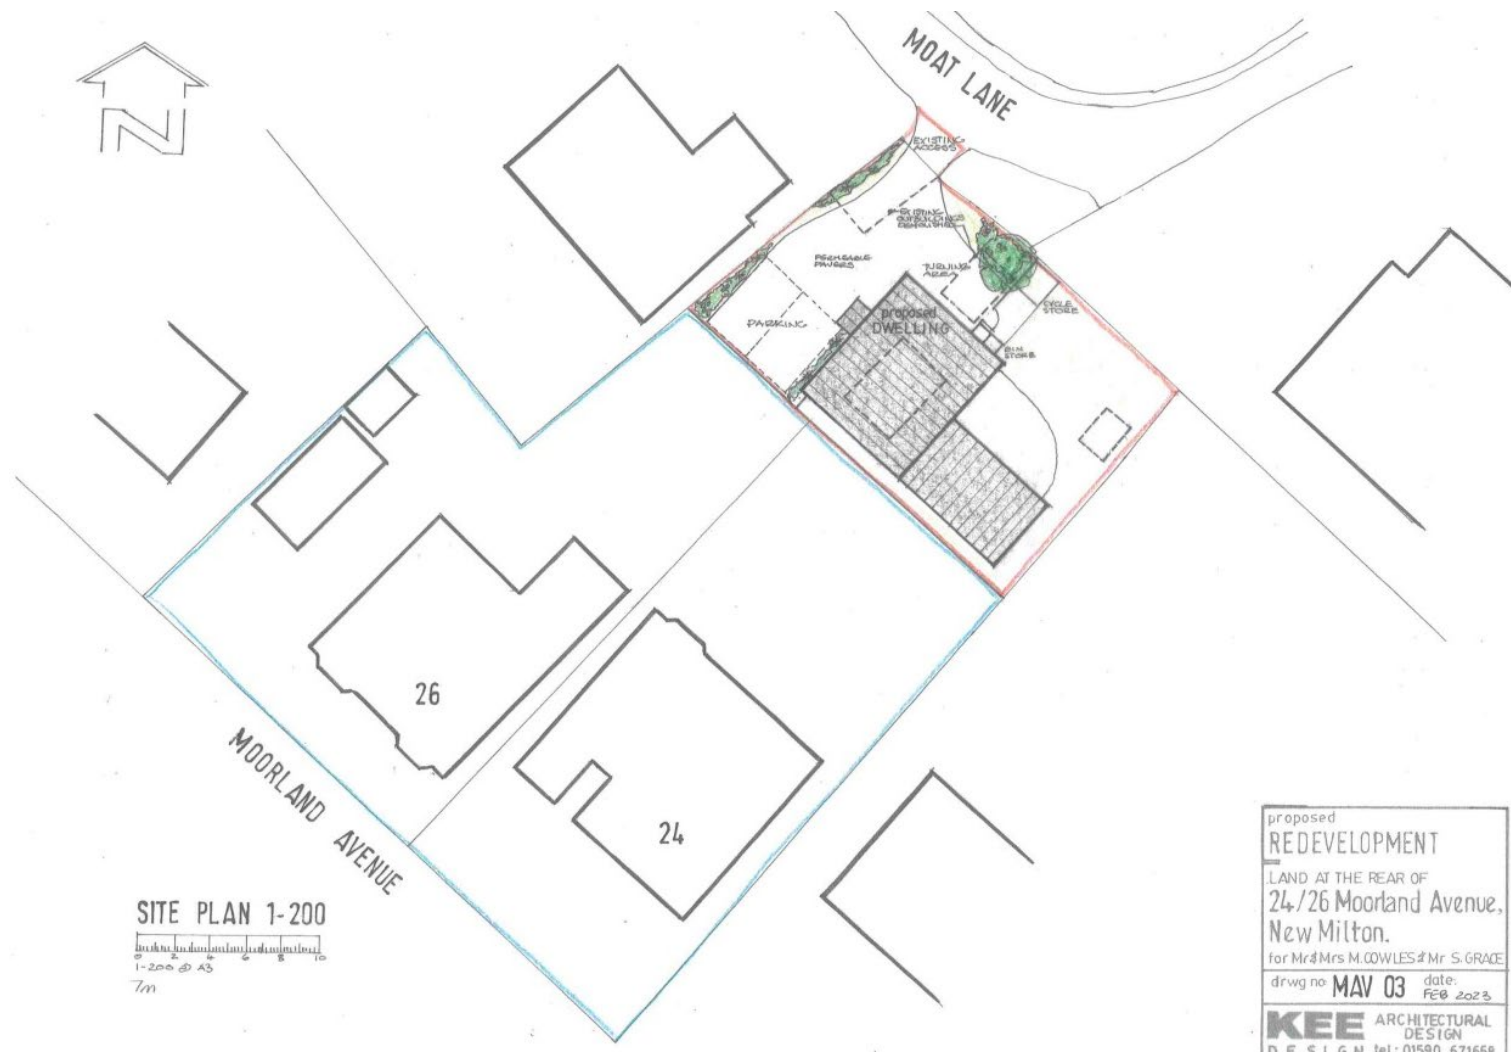 MOAT LANE
N
EXISTING
ACCESS
EXISTING
OUTBUILDINGS
DEMOLISHED
PERMEABLE
PAVERS
TURNING
AREA
CYCLE
STORE
PARKING
proposed
DWELLING
BIN
STORE
26
24
MOORLAND AVENUE
SITE PLAN 1-200
0 2 4 6 8 10
1-200 @ A3
7m
proposed
REDEVELOPMENT
LAND AT THE REAR OF
24/26 Moorland Avenue,
New Milton.
for Mr&Mrs M.COWLES & Mr S.GRACE
drwg no MAV 03 date: FEB 2023
KEE ARCHITECTURAL
DESIGN
DESIGN tel: 01590 671668